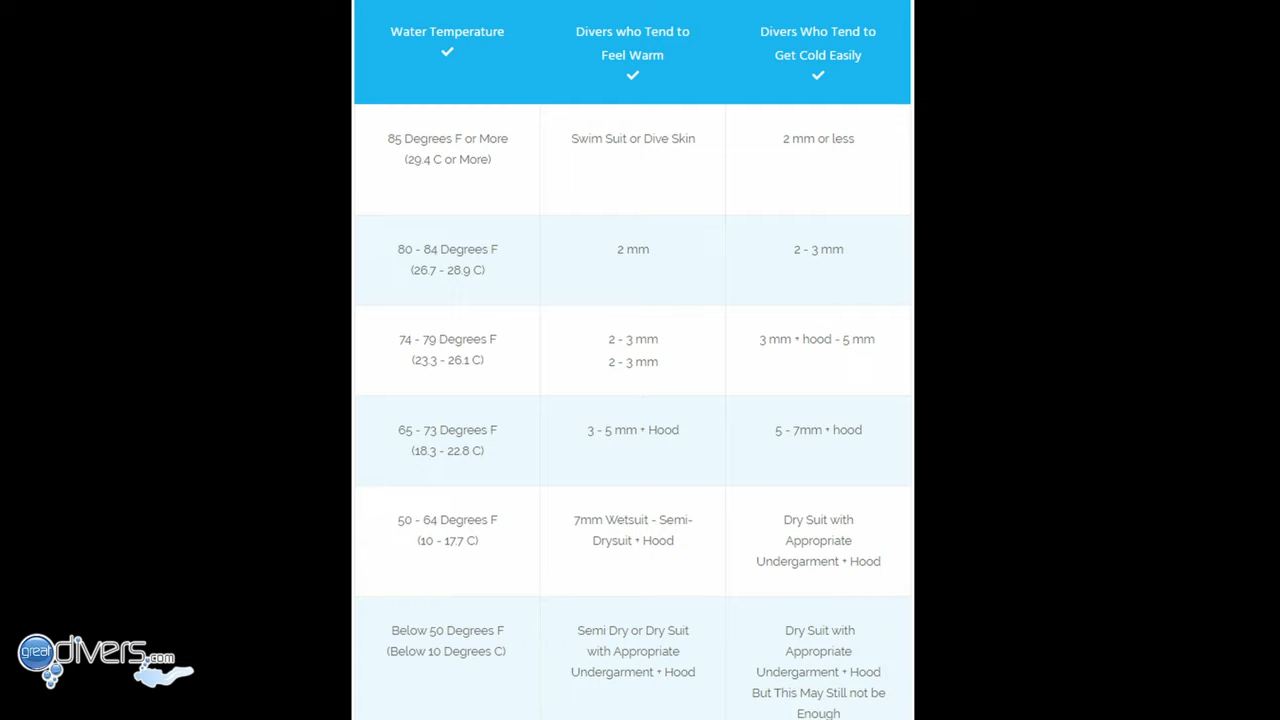 Water Temperature
Divers who Tend to
Feel Warm
Divers Who Tend to
Get Cold Easily
85 Degrees F or More
(29.4 C or More)
Swim Suit or Dive Skin
2 mm or less
80 - 84 Degrees F
(26.7 - 28.9 C)
2 mm
2 - 3 mm
74 - 79 Degrees F
(23.3 - 26.1 C)
2 - 3 mm
2 - 3 mm
3 mm + hood - 5 mm
65 - 73 Degrees F
(18.3 - 22.8 C)
3 - 5 mm + Hood
5 - 7mm + hood
50 - 64 Degrees F
(10 - 17.7 C)
7mm Wetsuit - Semi-
Drysuit + Hood
Dry Suit with
Appropriate
Undergarment + Hood
Below 50 Degrees F
(Below 10 Degrees C)
Semi Dry or Dry Suit
with Appropriate
Undergarment + Hood
Dry Suit with
Appropriate
Undergarment + Hood
But This May Still not be
Enough
great divers.com